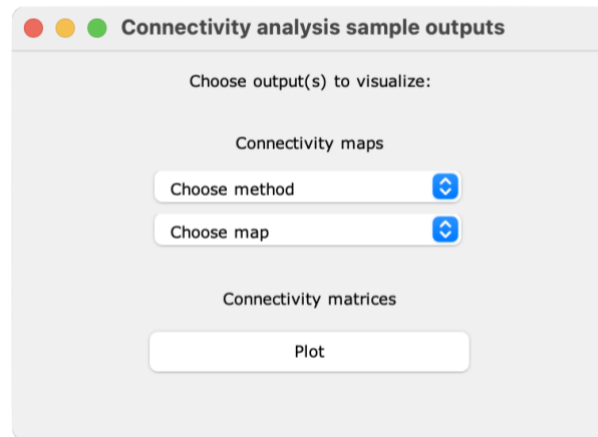 Connectivity analysis sample outputs
Choose output(s) to visualize:
Connectivity maps
Choose method
Choose map
Connectivity matrices
Plot